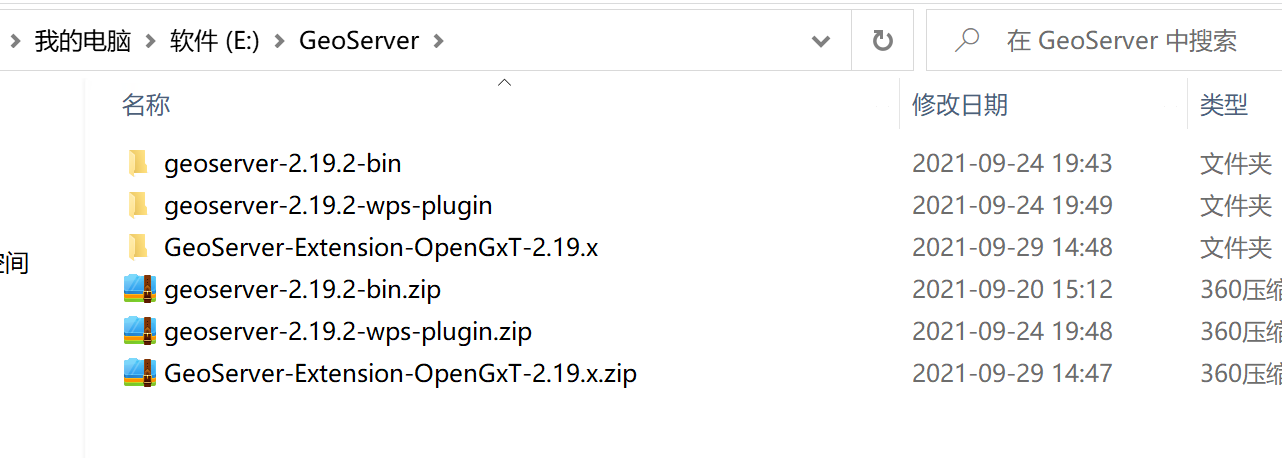 我的电脑 软件 (E:) GeoServer 在 GeoServer 中搜索
名称 修改日期 类型
geoserver-2.19.2-bin 2021-09-24 19:43 文件夹
geoserver-2.19.2-wps-plugin 2021-09-24 19:49 文件夹
GeoServer-Extension-OpenGxT-2.19.x 2021-09-29 14:48 文件夹
空间
geoserver-2.19.2-bin.zip 2021-09-20 15:12 360压缩
geoserver-2.19.2-wps-plugin.zip 2021-09-24 19:48 360压缩
GeoServer-Extension-OpenGxT-2.19.x.zip 2021-09-29 14:47 360压缩